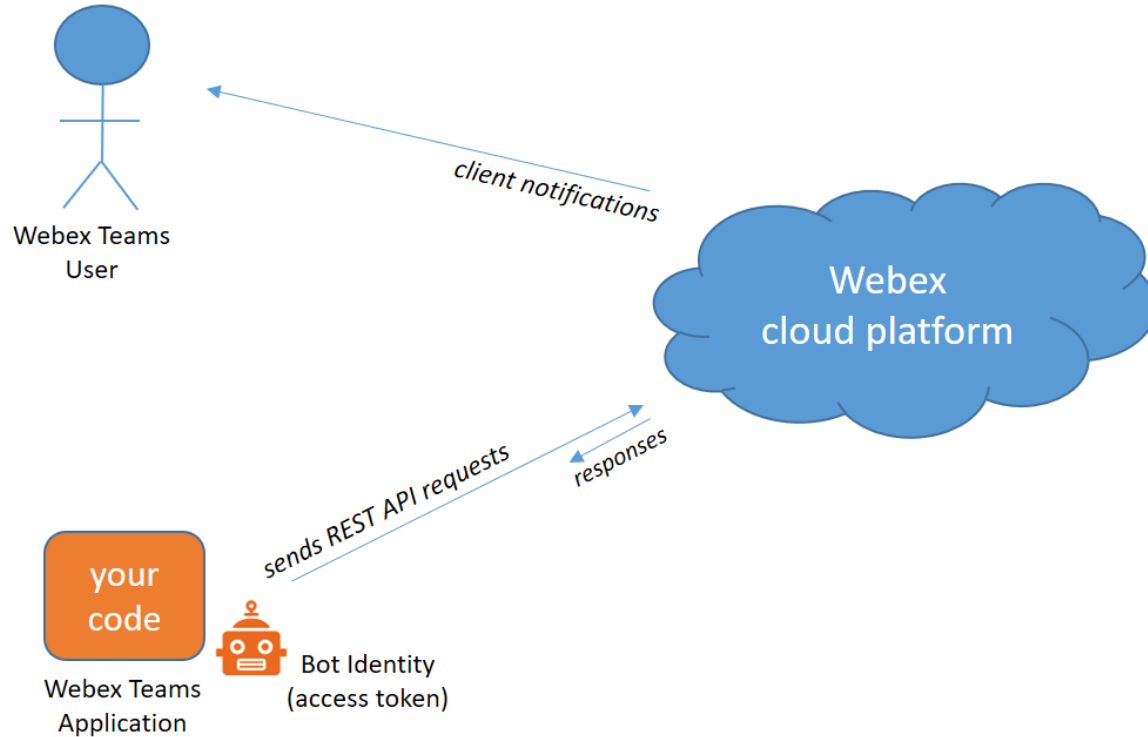 client notifications
Webex Teams
User
Webex
cloud platform
sends REST API requests
responses
your
code
Bot Identity
(access token)
Webex Teams
Application